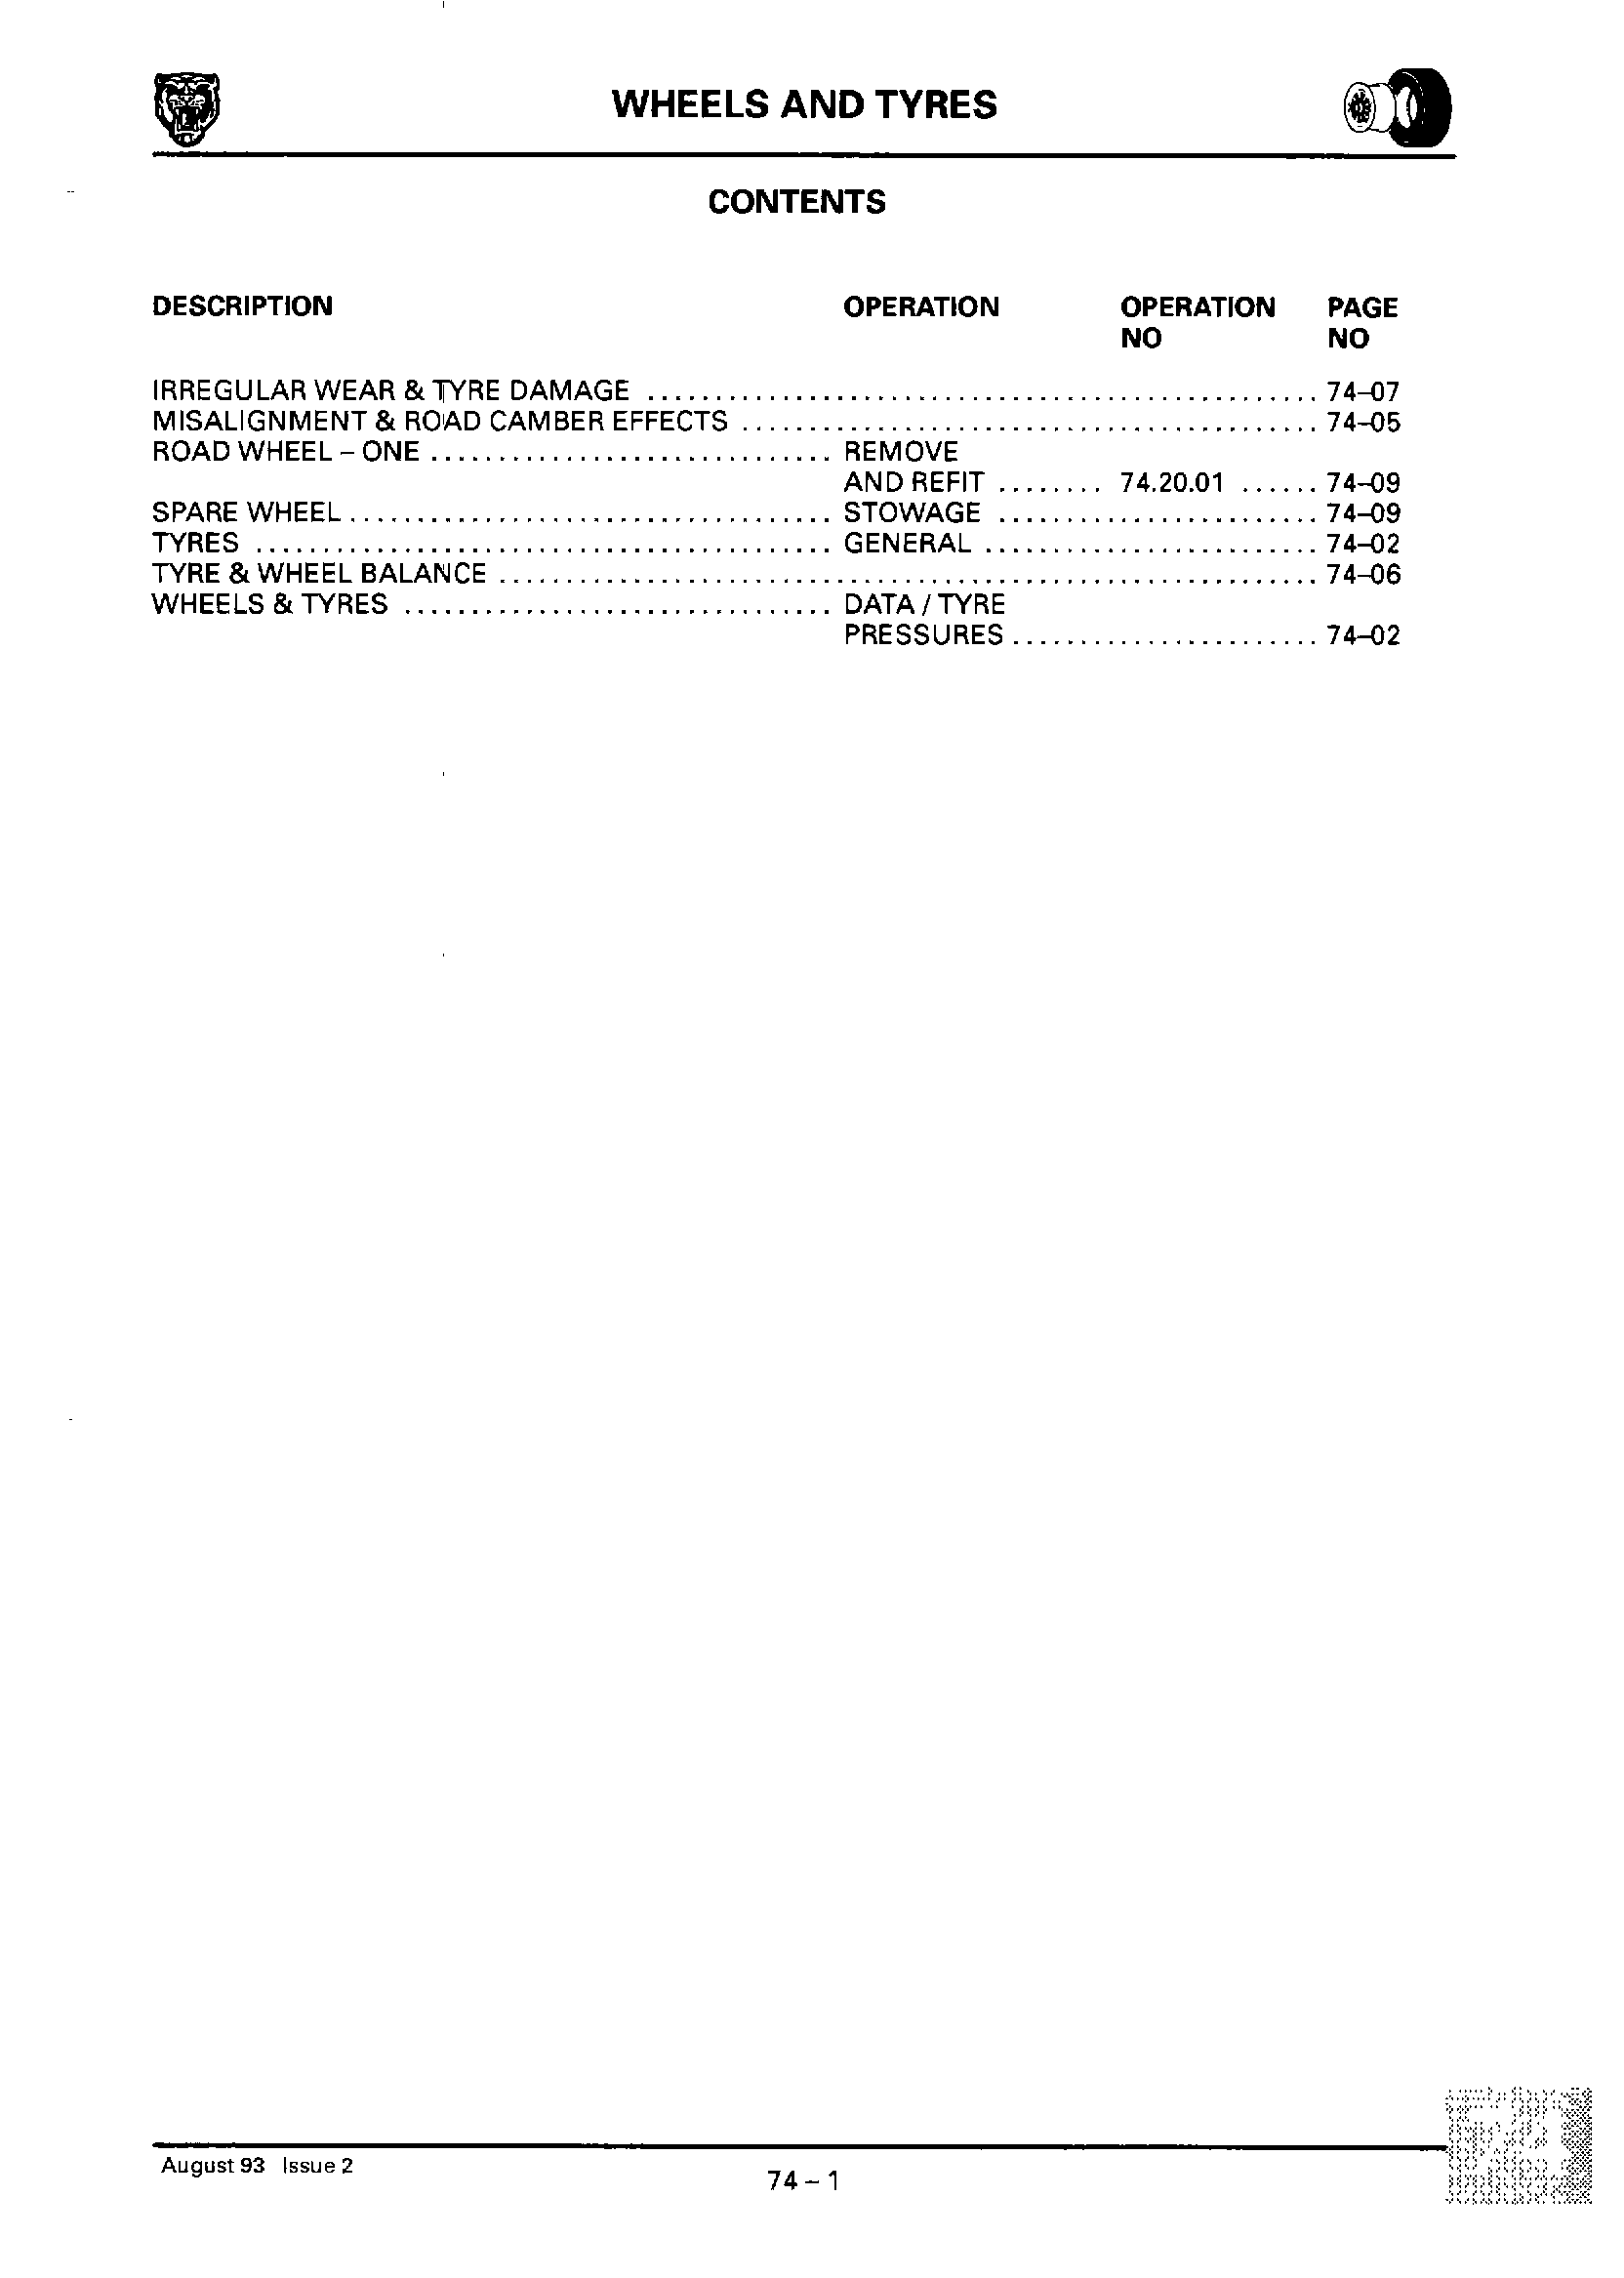 WHEELS AND TYRES
CONTENTS
DESCRIPTION OPERATION OPERATION PAGE
NO NO
IRREGULAR WEAR & TYRE DAMAGE .................................................. 74–07
MISALIGNMENT & ROAD CAMBER EFFECTS ........................................... 74–05
ROAD WHEEL – ONE .............................. REMOVE
AND REFIT ........ 74.20.01 ...... 74–09
SPARE WHEEL .................................... STOWAGE ........................ 74–09
TYRES ........................................... GENERAL ......................... 74–02
TYRE & WHEEL BALANCE ............................................................. 74–06
WHEELS & TYRES ................................ DATA / TYRE
PRESSURES ....................... 74–02
August 93 Issue 2
74 – 1